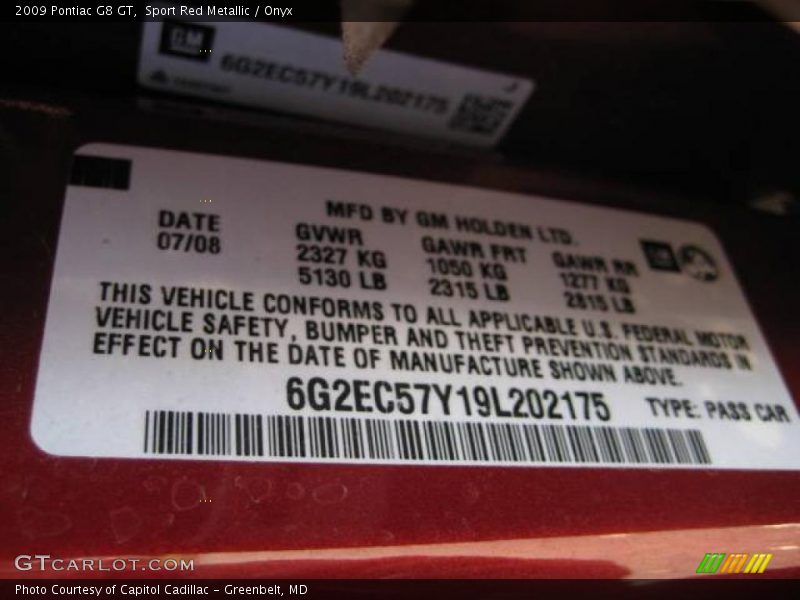 2009 Pontiac G8 GT, Sport Red Metallic / Onyx
GM
6G2EC57Y19L202175
DATE
07/08
MFD BY GM HOLDEN LTD.
GVWR
2327 KG
5130 LB
GAWR FRT
1050 KG
2315 LB
GAWR RR
1277 KG
2815 LB
GM
THIS VEHICLE CONFORMS TO ALL APPLICABLE U.S. FEDERAL MOTOR
VEHICLE SAFETY, BUMPER AND THEFT PREVENTION STANDARDS IN
EFFECT ON THE DATE OF MANUFACTURE SHOWN ABOVE.
6G2EC57Y19L202175 TYPE: PASS CAR
GTCARLOT.COM
Photo Courtesy of Capitol Cadillac - Greenbelt, MD